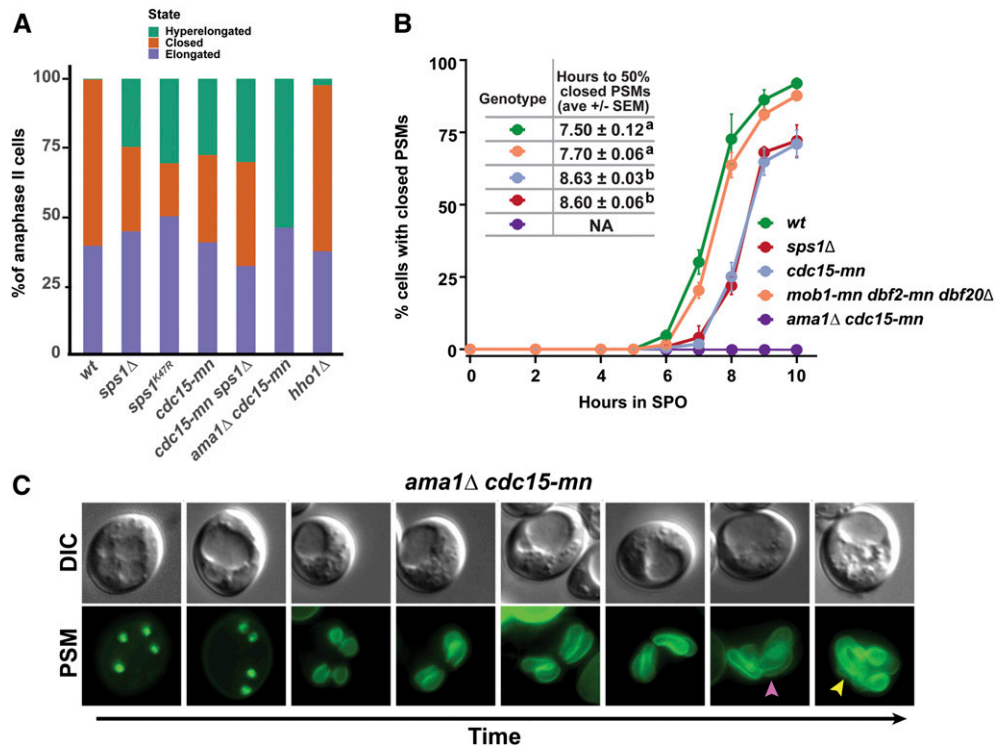 A
State
Hyperelongated
Closed
Elongated
%of anaphase II cells
100
75
50
25
0
wt
sps1Δ
sps1K47R
cdc15-mn
cdc15-mn sps1Δ
ama1Δ cdc15-mn
hho1Δ
B
% cells with closed PSMs
100
75
50
25
0
Genotype
Hours to 50%
closed PSMs
(ave +/- SEM)
7.50 ± 0.12a
7.70 ± 0.06a
8.63 ± 0.03b
8.60 ± 0.06b
NA
wt
sps1Δ
cdc15-mn
mob1-mn dbf2-mn dbf20Δ
ama1Δ cdc15-mn
0 2 4 6 8 10
Hours in SPO
C
ama1Δ cdc15-mn
DIC
PSM
Time